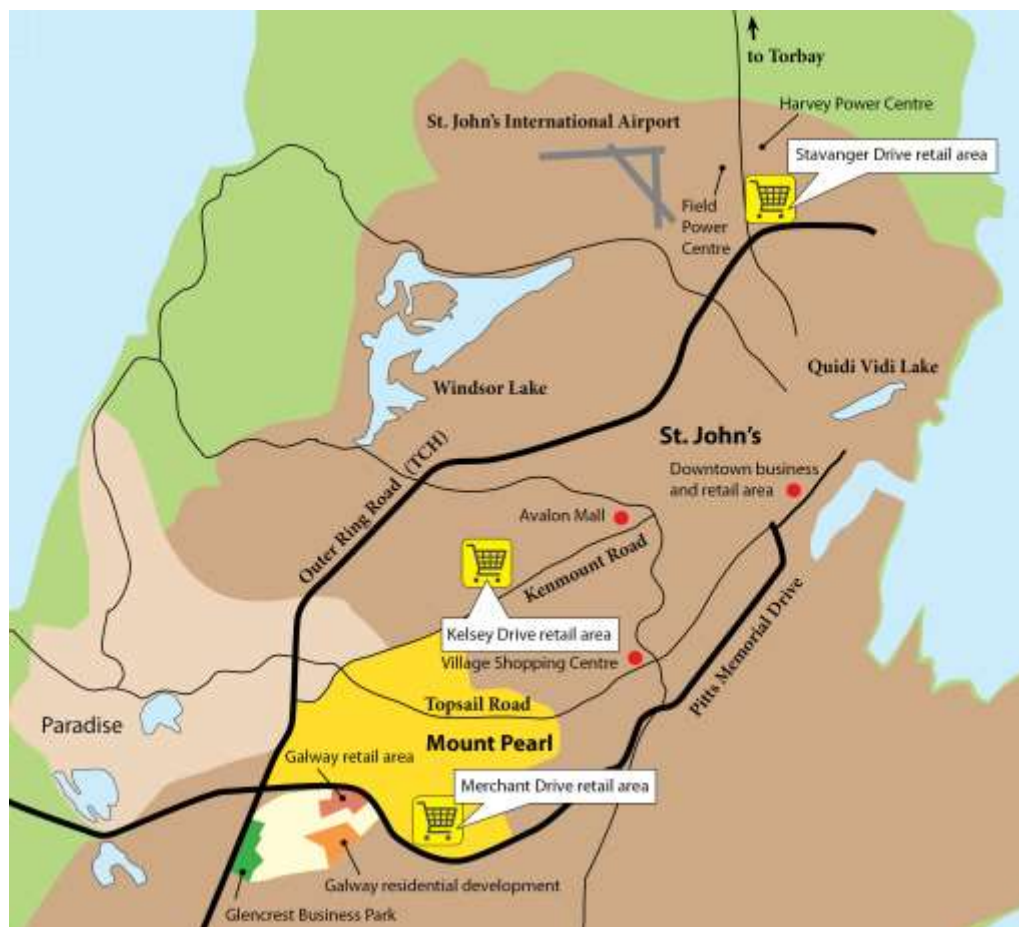 to Torbay
Harvey Power Centre
St. John's International Airport
Stavanger Drive retail area
Field
Power
Centre
Windsor Lake
Quidi Vidi Lake
St. John's
Outer Ring Road (TCH)
Downtown business
and retail area
Avalon Mall
Kenmount Road
Kelsey Drive retail area
Village Shopping Centre
Pitts Memorial Drive
Topsail Road
Paradise
Mount Pearl
Galway retail area
Merchant Drive retail area
Galway residential development
Glencrest Business Park